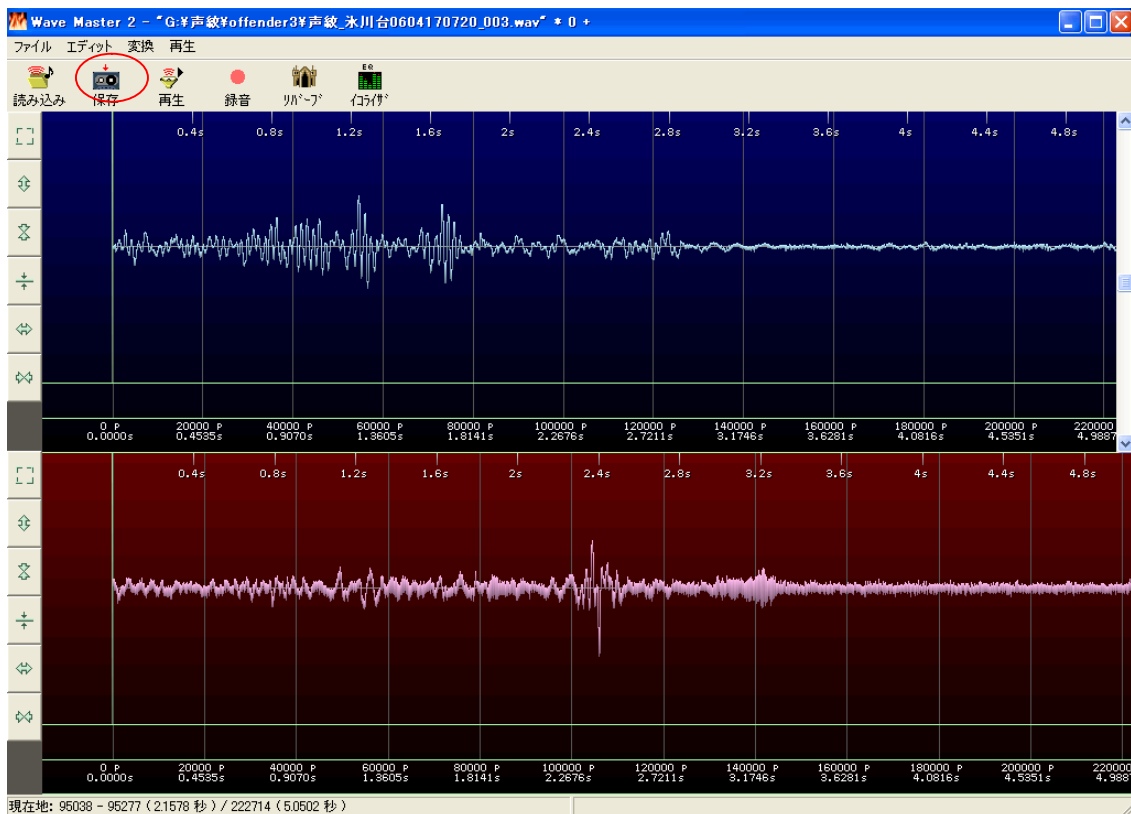 Wave Master 2 - "G:¥声紋¥offender3¥声紋_氷川台0604170720_003.wav" * 0 +
ファイル エディット 変換 再生
読み込み 保存 再生 録音 ﾘﾊﾞｰﾌﾞ ｲｺﾗｲｻﾞ
EQ
0.4s 0.8s 1.2s 1.6s 2s 2.4s 2.8s 3.2s 3.6s 4s 4.4s 4.8s
0 P 20000 P 40000 P 60000 P 80000 P 100000 P 120000 P 140000 P 160000 P 180000 P 200000 P 220000
0.0000s 0.4535s 0.9070s 1.3605s 1.8141s 2.2676s 2.7211s 3.1746s 3.6281s 4.0816s 4.5351s 4.9887
0.4s 0.8s 1.2s 1.6s 2s 2.4s 2.8s 3.2s 3.6s 4s 4.4s 4.8s
0 P 20000 P 40000 P 60000 P 80000 P 100000 P 120000 P 140000 P 160000 P 180000 P 200000 P 220000
0.0000s 0.4535s 0.9070s 1.3605s 1.8141s 2.2676s 2.7211s 3.1746s 3.6281s 4.0816s 4.5351s 4.988
現在地: 95038 - 95277 ( 2.1578 秒 ) / 222714 ( 5.0502 秒 )